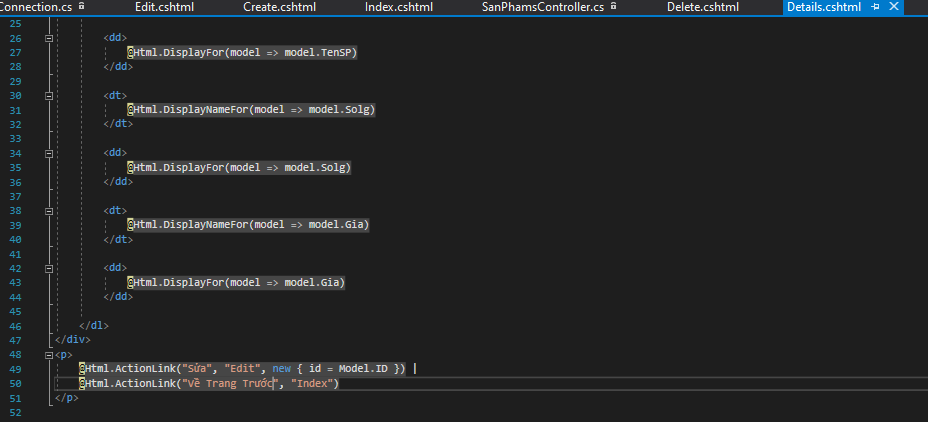 Connection.cs Edit.cshtml Create.cshtml Index.cshtml SanPhamsController.cs Delete.cshtml Details.cshtml
25
26 <dd>
27 @Html.DisplayFor(model => model.TenSP)
28 </dd>
29
30 <dt>
31 @Html.DisplayNameFor(model => model.Solg)
32 </dt>
33
34 <dd>
35 @Html.DisplayFor(model => model.Solg)
36 </dd>
37
38 <dt>
39 @Html.DisplayNameFor(model => model.Gia)
40 </dt>
41
42 <dd>
43 @Html.DisplayFor(model => model.Gia)
44 </dd>
45
46 </dl>
47 </div>
48 <p>
49 @Html.ActionLink("Sửa", "Edit", new { id = Model.ID }) |
50 @Html.ActionLink("Về Trang Trước", "Index")
51 </p>
52